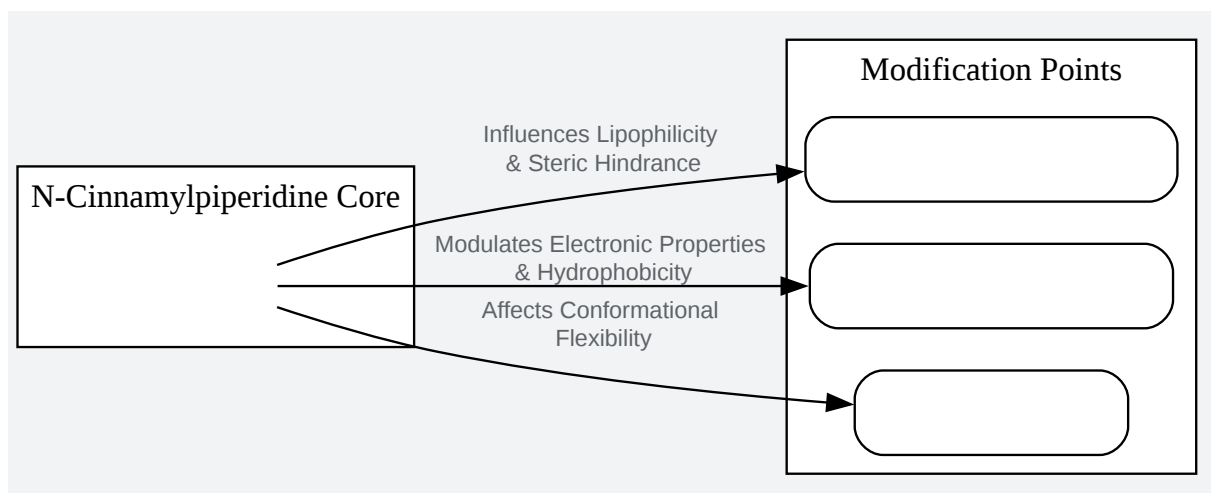 N-Cinnamylpiperidine Core
Influences Lipophilicity
& Steric Hindrance
Modulates Electronic Properties
& Hydrophobicity
Affects Conformational
Flexibility
Modification Points